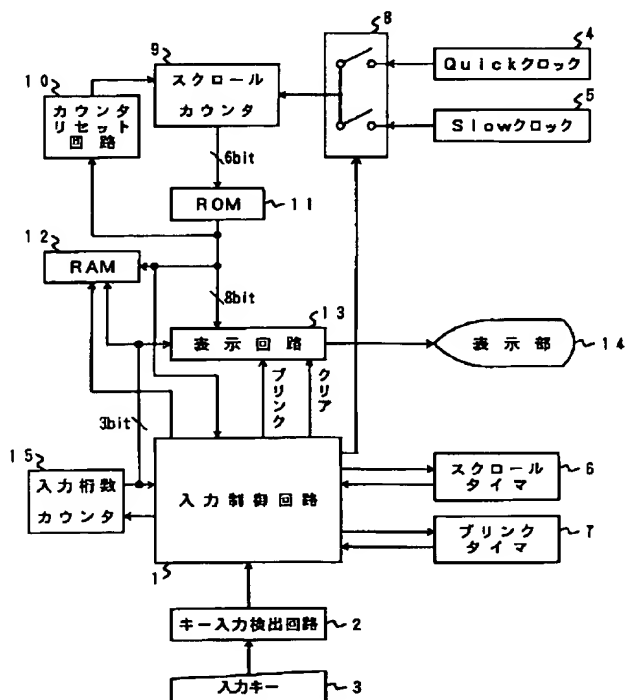 8
4
9
10
スクロール
カウンタ
Quickクロック
5
カウンタ
リセット
回路
Slowクロック
6bit
ROM
11
12
RAM
8bit
13
表示回路
表示部
14
ブリンク
クリア
3bit
15
入力桁数
カウンタ
入力制御回路
スクロール
タイマ
6
ブリンク
タイマ
7
1
キー入力検出回路
2
入力キー
3